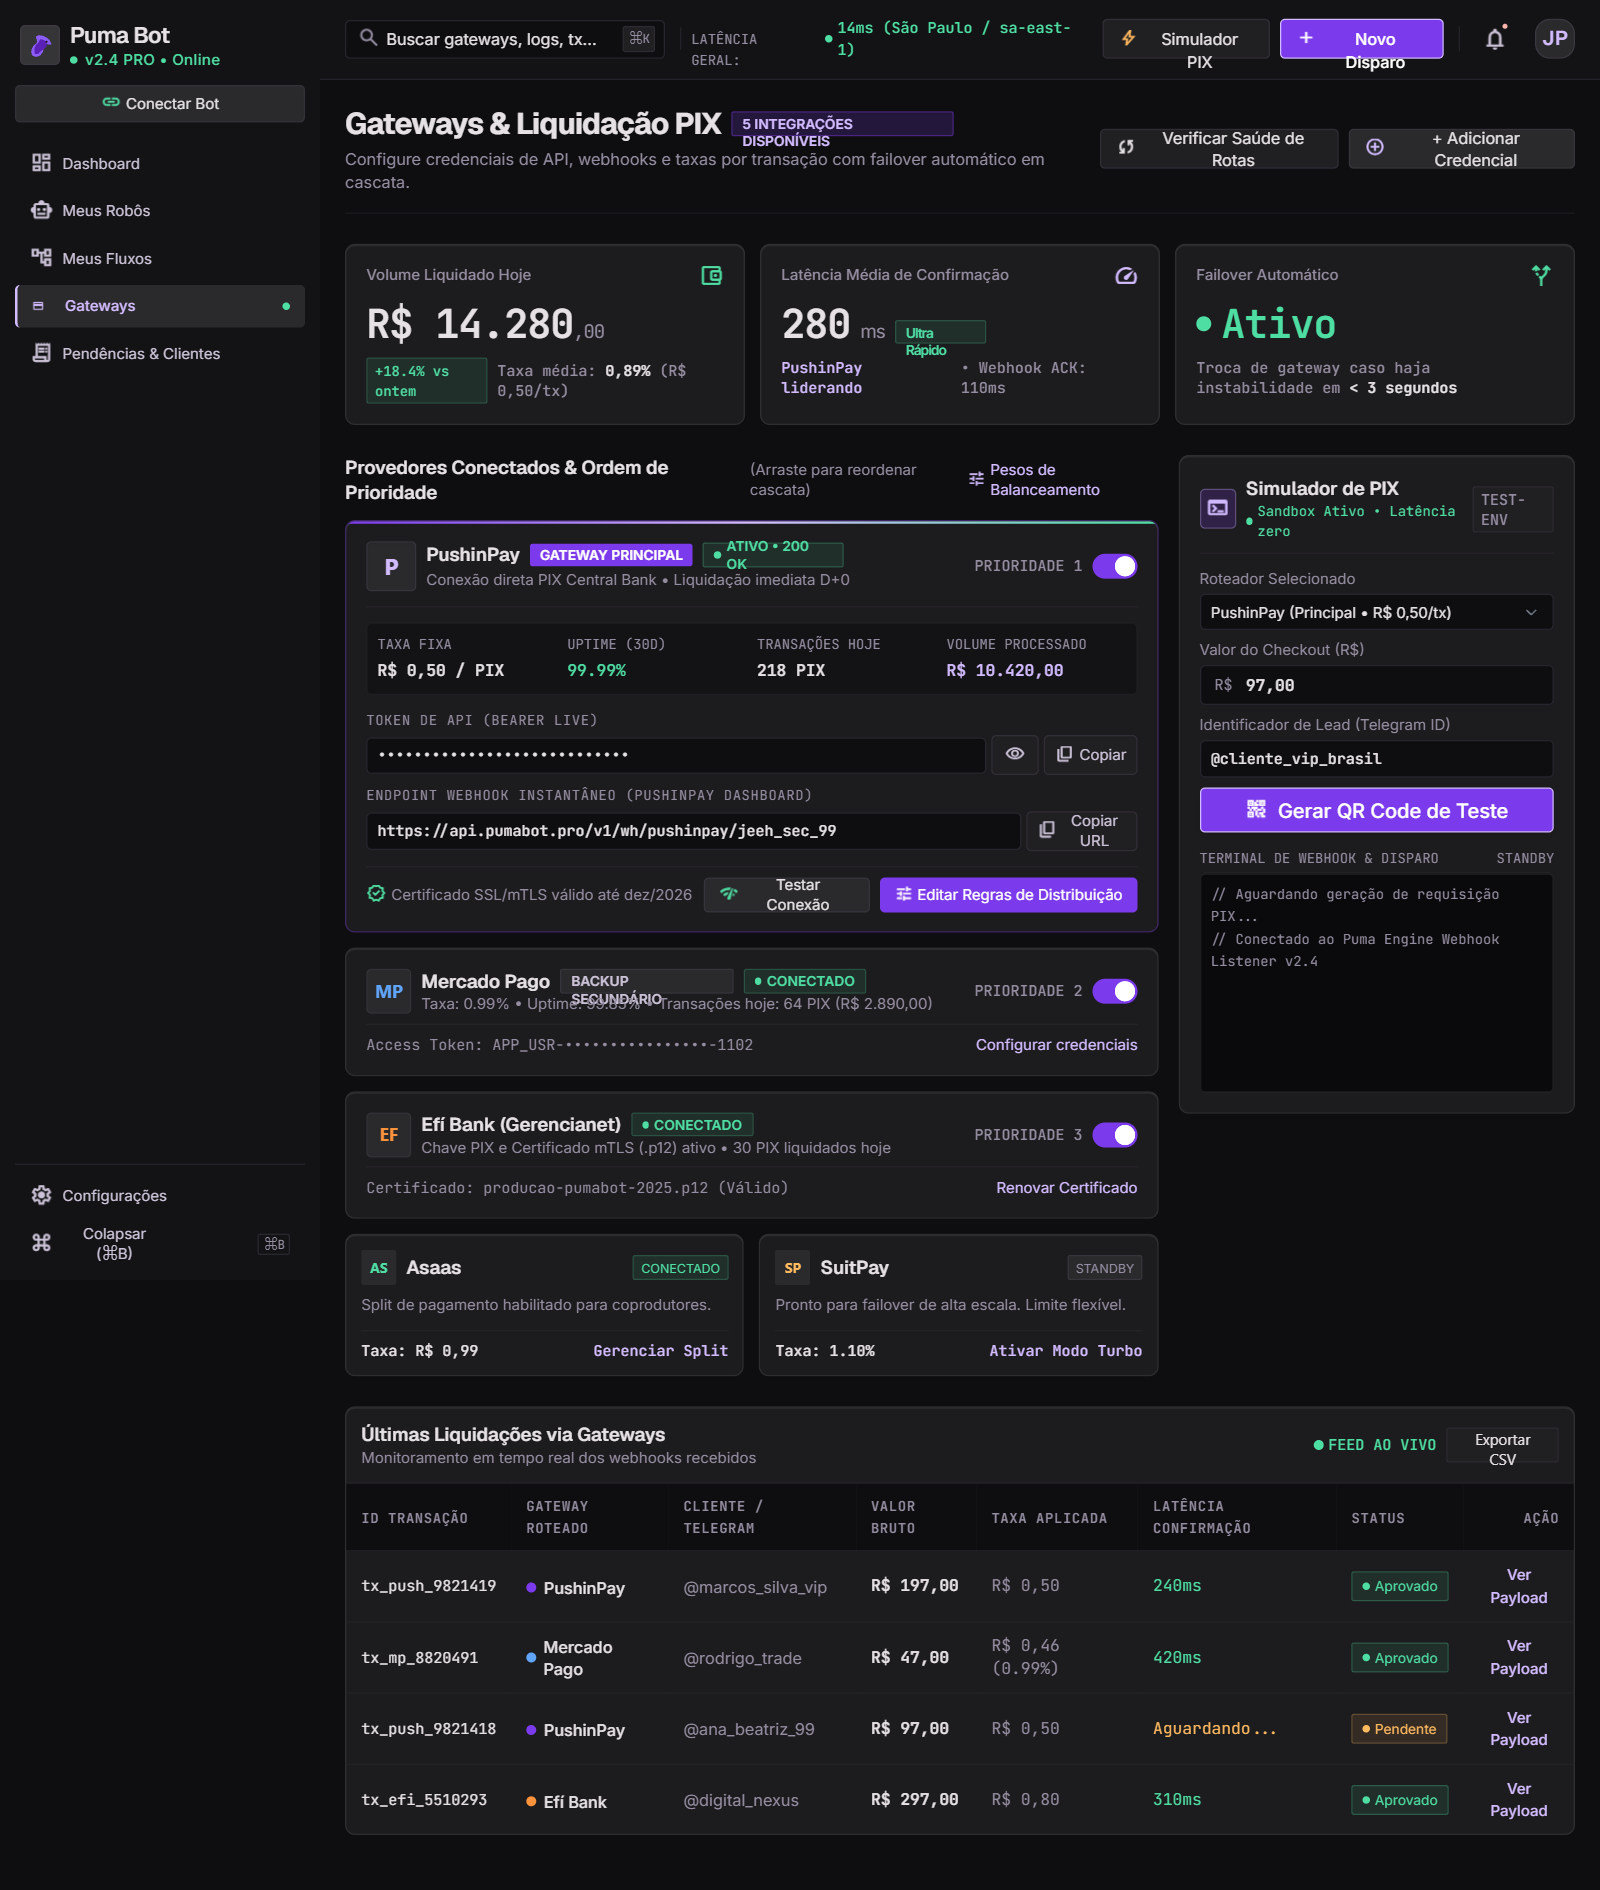 Puma Bot
v2.4 PRO • Online
Conectar Bot
Dashboard
Meus Robôs
Meus Fluxos
Gateways
Pendências & Clientes
Configurações
Colapsar
(⌘B)
⌘B
Buscar gateways, logs, tx...
⌘K
LATÊNCIA
GERAL:
14ms (São Paulo / sa-east-
1)
Simulador
PIX
Novo
Disparo
JP
Gateways & Liquidação PIX
5 INTEGRAÇÕES
DISPONÍVEIS
Configure credenciais de API, webhooks e taxas por transação com failover automático em
cascata.
Verificar Saúde de
Rotas
+ Adicionar
Credencial
Volume Liquidado Hoje
R$ 14.280,00
+18.4% vs
ontem
Taxa média: 0,89% (R$
0,50/tx)
Latência Média de Confirmação
280 ms
Ultra
Rápido
PushinPay
liderando
• Webhook ACK:
110ms
Failover Automático
Ativo
Troca de gateway caso haja
instabilidade em < 3 segundos
Provedores Conectados & Ordem de
Prioridade
(Arraste para reordenar
cascata)
Pesos de
Balanceamento
P
PushinPay
GATEWAY PRINCIPAL
ATIVO • 200
OK
Conexão direta PIX Central Bank • Liquidação imediata D+0
PRIORIDADE 1
TAXA FIXA
R$ 0,50 / PIX
UPTIME (30D)
99.99%
TRANSAÇÕES HOJE
218 PIX
VOLUME PROCESSADO
R$ 10.420,00
TOKEN DE API (BEARER LIVE)
••••••••••••••••••••••••••••
Copiar
ENDPOINT WEBHOOK INSTANTÂNEO (PUSHINPAY DASHBOARD)
https://api.pumabot.pro/v1/wh/pushinpay/jeeh_sec_99
Copiar
URL
Certificado SSL/mTLS válido até dez/2026
Testar
Conexão
Editar Regras de Distribuição
MP
Mercado Pago
BACKUP
SECUNDÁRIO
CONECTADO
Taxa: 0.99% • Uptime: 99.85% • Transações hoje: 64 PIX (R$ 2.890,00)
PRIORIDADE 2
Access Token: APP_USR-••••••••••••••••-1102
Configurar credenciais
EF
Efí Bank (Gerencianet)
CONECTADO
Chave PIX e Certificado mTLS (.p12) ativo • 30 PIX liquidados hoje
PRIORIDADE 3
Certificado: producao-pumabot-2025.p12 (Válido)
Renovar Certificado
AS
Asaas
CONECTADO
Split de pagamento habilitado para coprodutores.
Taxa: R$ 0,99
Gerenciar Split
SP
SuitPay
STANDBY
Pronto para failover de alta escala. Limite flexível.
Taxa: 1.10%
Ativar Modo Turbo
Simulador de PIX
Sandbox Ativo • Latência
zero
TEST-
ENV
Roteador Selecionado
PushinPay (Principal • R$ 0,50/tx)
Valor do Checkout (R$)
R$ 97,00
Identificador de Lead (Telegram ID)
@cliente_vip_brasil
Gerar QR Code de Teste
TERMINAL DE WEBHOOK & DISPARO
STANDBY
// Aguardando geração de requisição
PIX...
// Conectado ao Puma Engine Webhook
Listener v2.4
Últimas Liquidações via Gateways
Monitoramento em tempo real dos webhooks recebidos
FEED AO VIVO
Exportar
CSV
ID TRANSAÇÃO
GATEWAY
ROTEADO
CLIENTE /
TELEGRAM
VALOR
BRUTO
TAXA APLICADA
LATÊNCIA
CONFIRMAÇÃO
STATUS
AÇÃO
tx_push_9821419
PushinPay
@marcos_silva_vip
R$ 197,00
R$ 0,50
240ms
Aprovado
Ver
Payload
tx_mp_8820491
Mercado
Pago
@rodrigo_trade
R$ 47,00
R$ 0,46
(0.99%)
420ms
Aprovado
Ver
Payload
tx_push_9821418
PushinPay
@ana_beatriz_99
R$ 97,00
R$ 0,50
Aguardando...
Pendente
Ver
Payload
tx_efi_5510293
Efí Bank
@digital_nexus
R$ 297,00
R$ 0,80
310ms
Aprovado
Ver
Payload